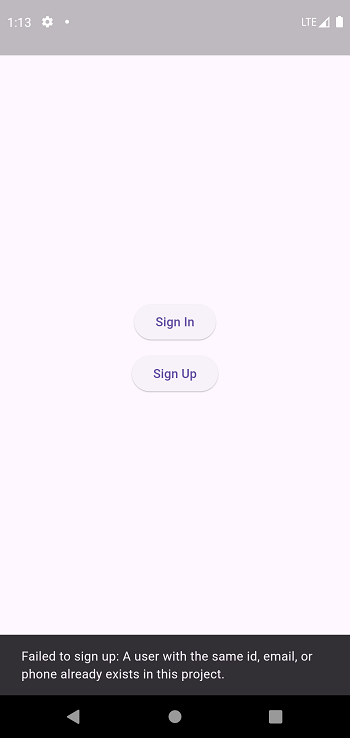 1:13
LTE
Sign In
Sign Up
Failed to sign up: A user with the same id, email, or
phone already exists in this project.